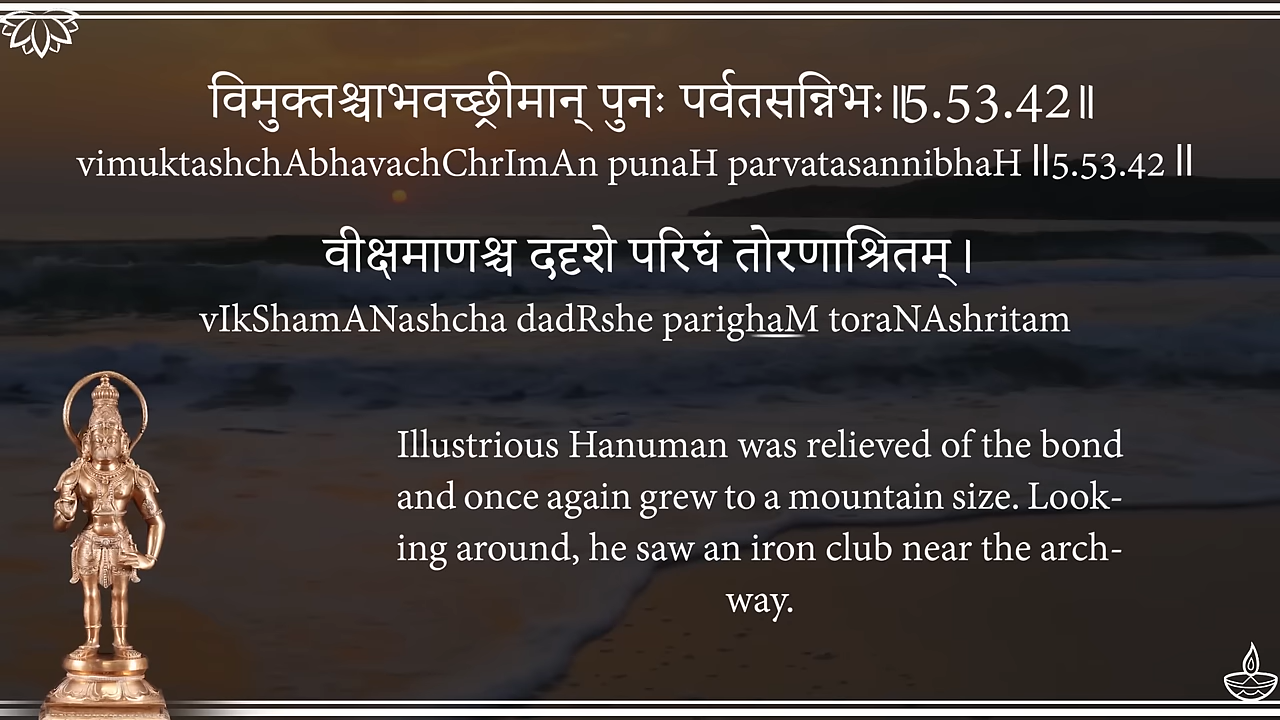 विमुक्तश्चाभवच्छ्रीमान् पुनः पर्वतसन्निभः॥5.53.42॥
vimuktashchAbhavachChrImAn punaH parvatasannibhaH ||5.53.42 ||
वीक्षमाणश्च ददृशे परिघं तोरणाश्रितम्।
vIkShamANashcha dadRshe parighaM toraNAshritam
Illustrious Hanuman was relieved of the bond
and once again grew to a mountain size. Look-
ing around, he saw an iron club near the arch-
way.